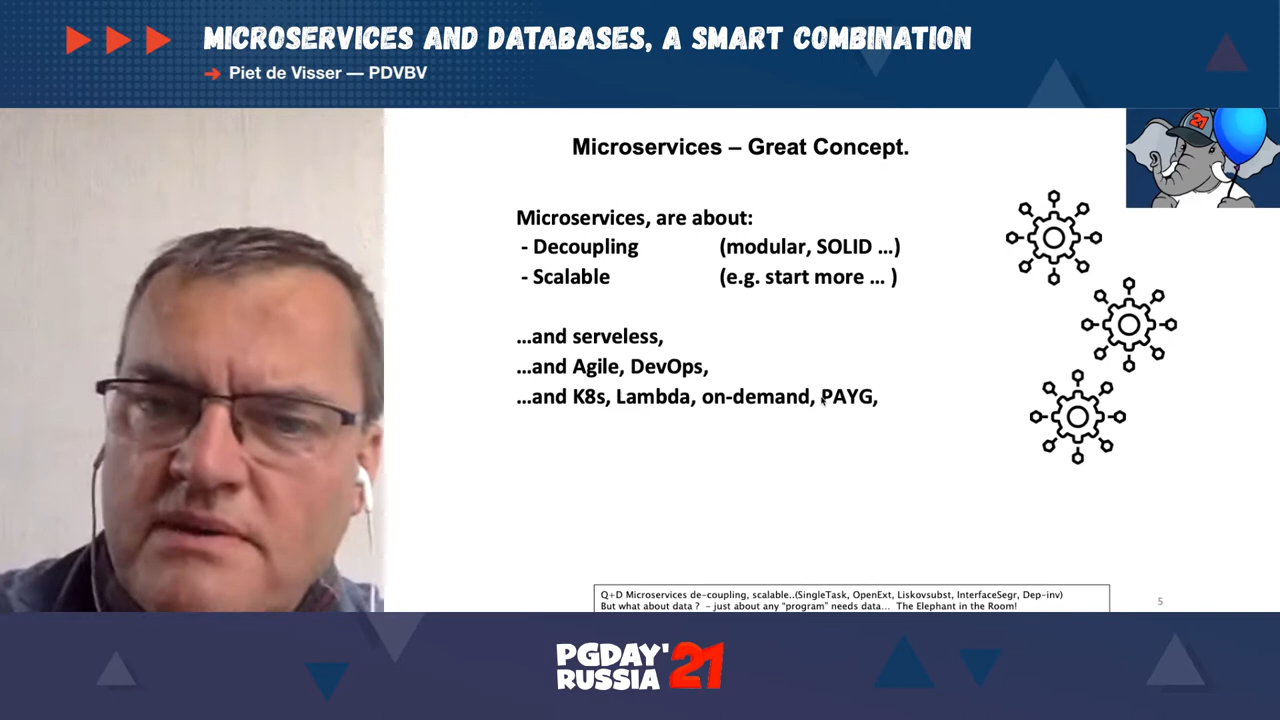 MICROSERVICES AND DATABASES, A SMART COMBINATION
Piet de Visser — PDVBV
21
Microservices – Great Concept.
Microservices, are about:
- Decoupling (modular, SOLID ...)
- Scalable (e.g. start more ... )
...and serveless,
...and Agile, DevOps,
...and K8s, Lambda, on-demand, PAYG,
Q+D Microservices de-coupling, scalable..(SingleTask, OpenExt, Liskovsubst, InterfaceSegr, Dep-inv)
But what about data ? – just about any “program” needs data... The Elephant in the Room!
5
PGDAY'21
RUSSIA